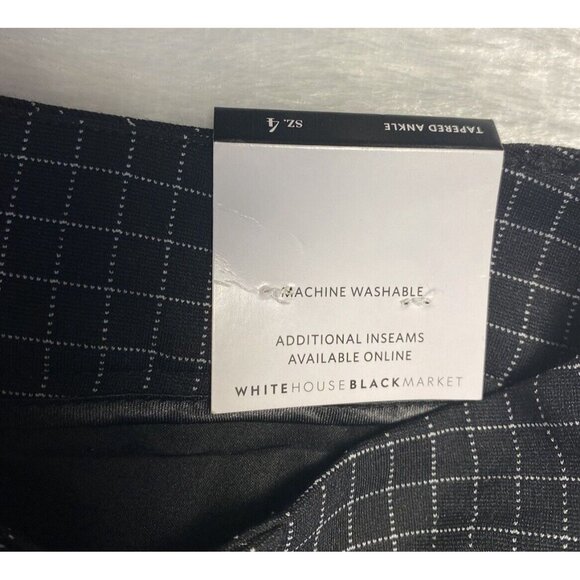 TAPERED ANKLE SZ. 4
MACHINE WASHABLE
ADDITIONAL INSEAMS
AVAILABLE ONLINE
WHITEHOUSEBLACKMARKET